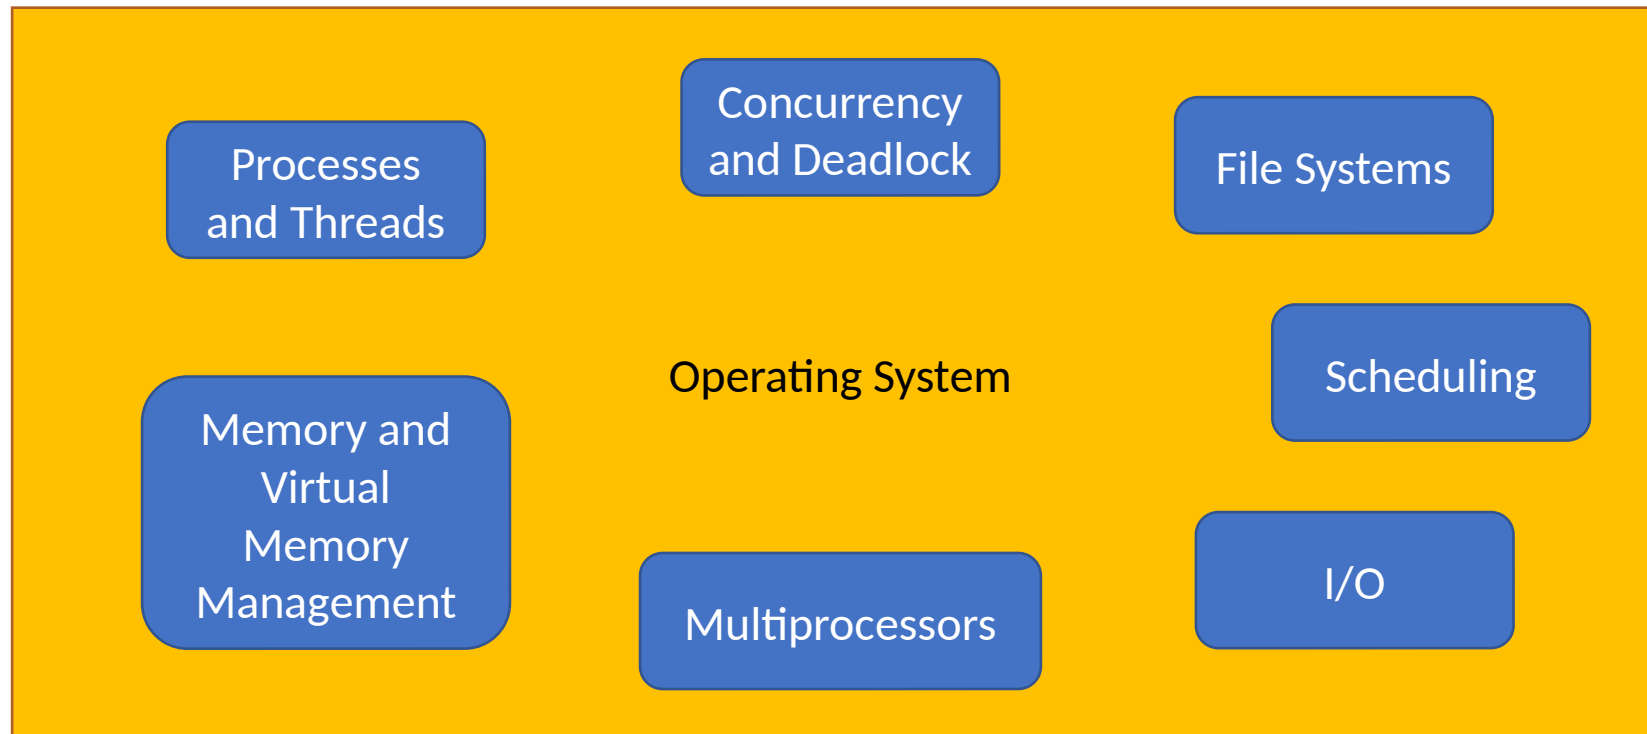 Processes
and Threads
Concurrency
and Deadlock
File Systems
Operating System
Scheduling
Memory and
Virtual
Memory
Management
Multiprocessors
I/O